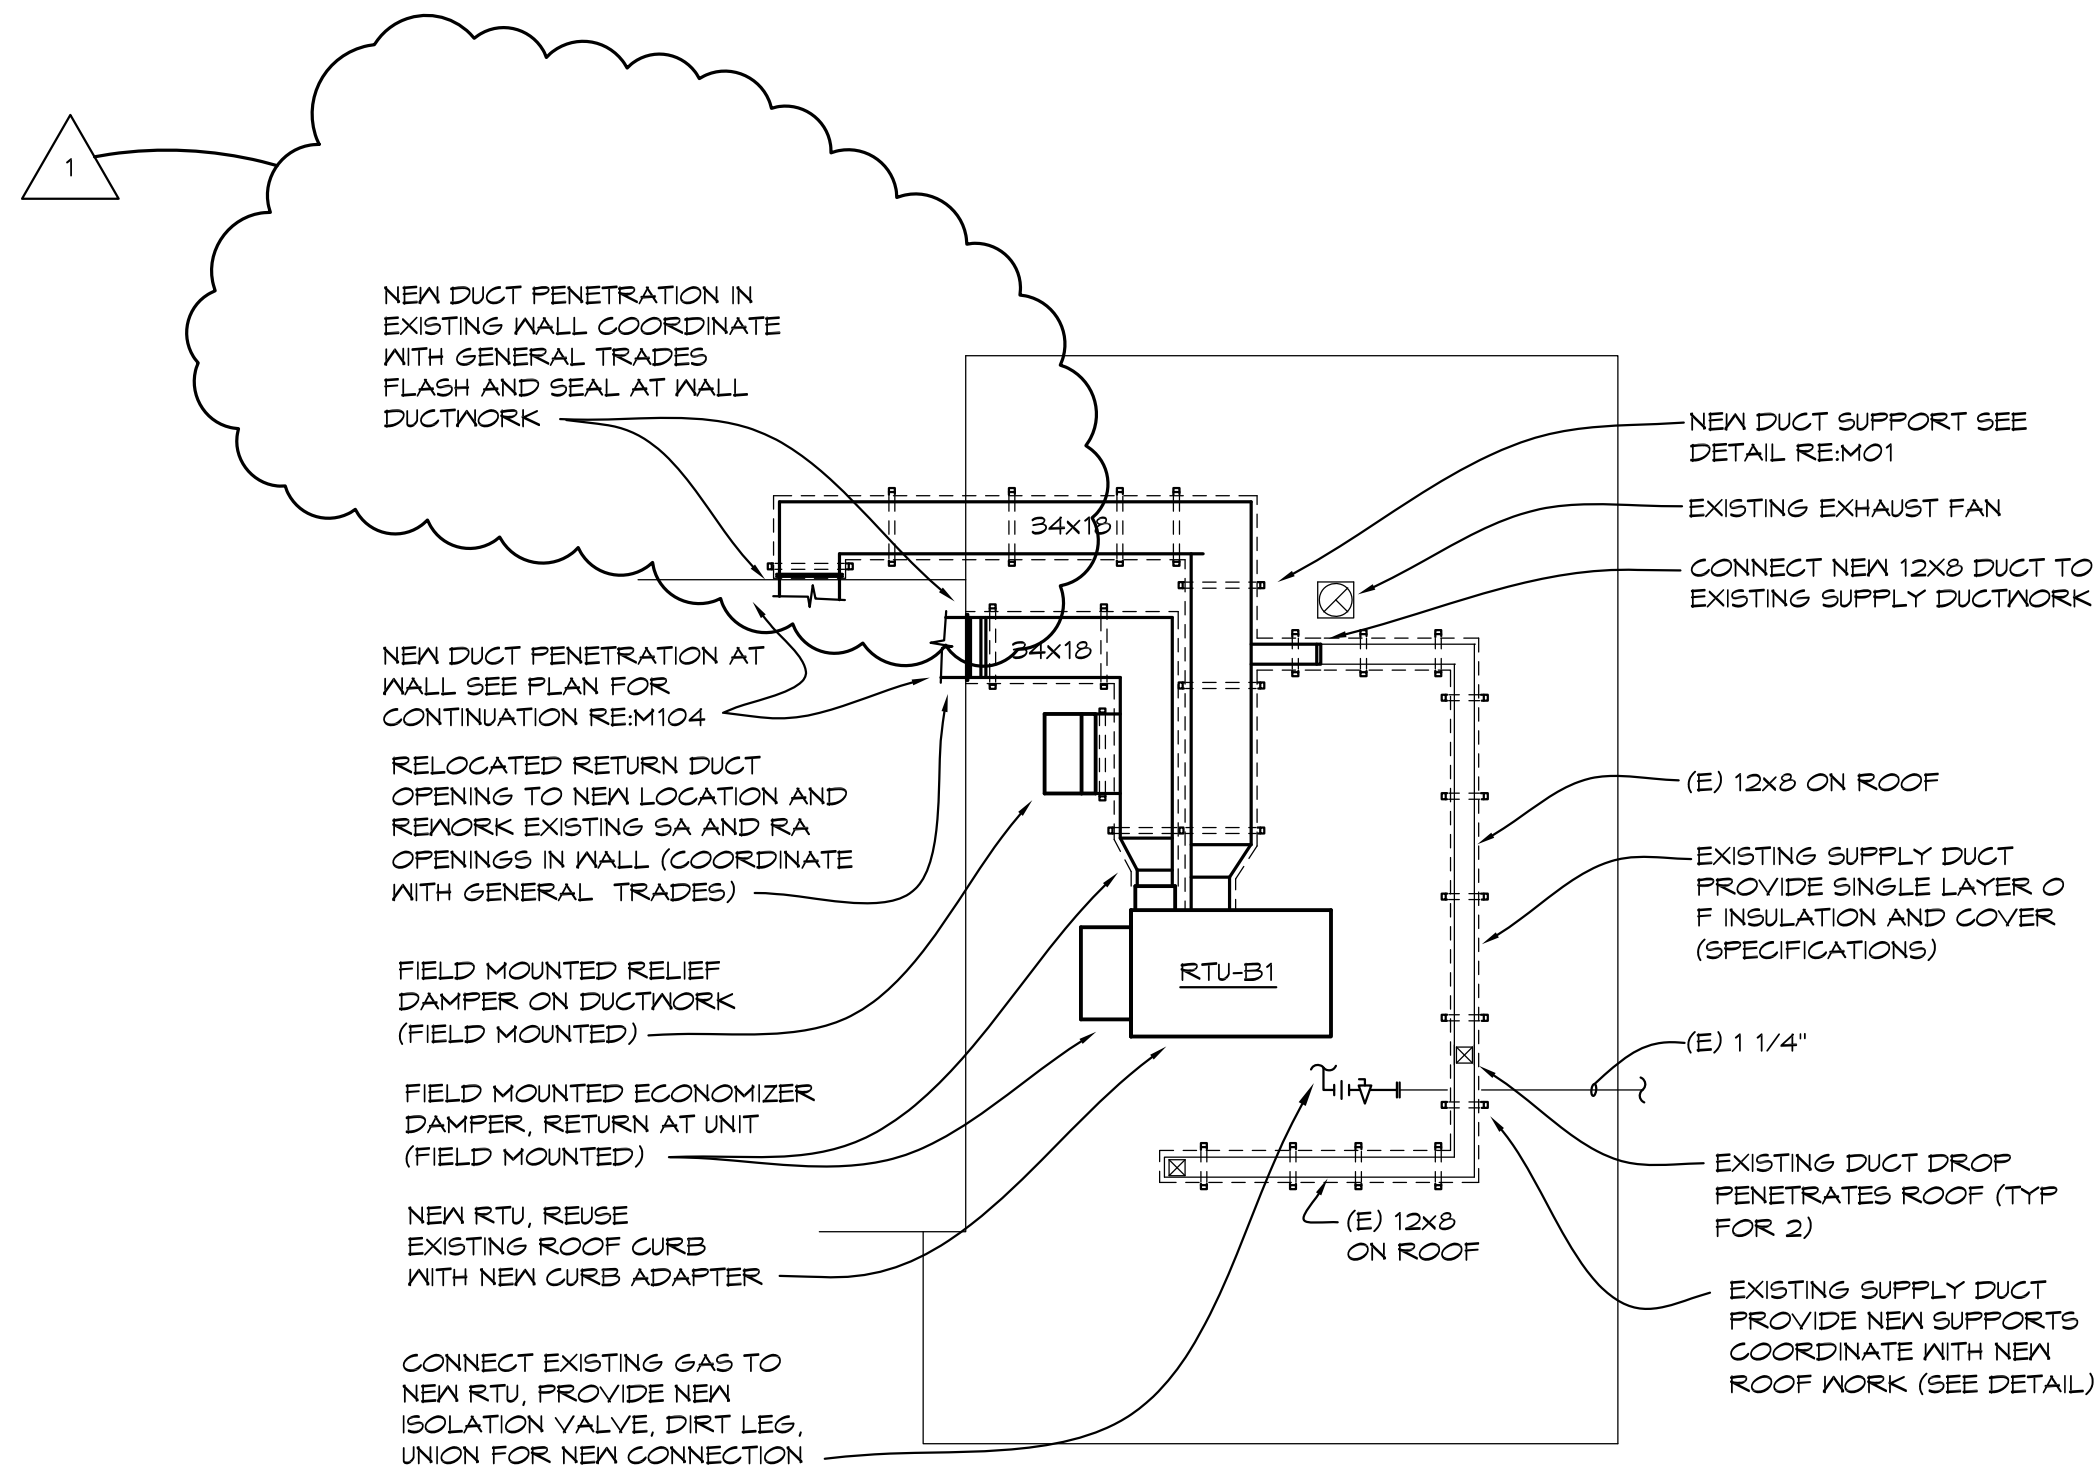 1
NEW DUCT PENETRATION IN
EXISTING WALL COORDINATE
WITH GENERAL TRADES
FLASH AND SEAL AT WALL
DUCTWORK
34x18
34x18
NEW DUCT PENETRATION AT
WALL SEE PLAN FOR
CONTINUATION RE:M104
RELOCATED RETURN DUCT
OPENING TO NEW LOCATION AND
REWORK EXISTING SA AND RA
OPENINGS IN WALL (COORDINATE
WITH GENERAL TRADES)
FIELD MOUNTED RELIEF
DAMPER ON DUCTWORK
(FIELD MOUNTED)
FIELD MOUNTED ECONOMIZER
DAMPER, RETURN AT UNIT
(FIELD MOUNTED)
NEW RTU, REUSE
EXISTING ROOF CURB
WITH NEW CURB ADAPTER
CONNECT EXISTING GAS TO
NEW RTU, PROVIDE NEW
ISOLATION VALVE, DIRT LEG,
UNION FOR NEW CONNECTION
RTU-B1
(E) 12x8
ON ROOF
NEW DUCT SUPPORT SEE
DETAIL RE:M01
EXISTING EXHAUST FAN
CONNECT NEW 12X8 DUCT TO
EXISTING SUPPLY DUCTWORK
(E) 12x8 ON ROOF
EXISTING SUPPLY DUCT
PROVIDE SINGLE LAYER O
F INSULATION AND COVER
(SPECIFICATIONS)
(E) 1 1/4"
EXISTING DUCT DROP
PENETRATES ROOF (TYP
FOR 2)
EXISTING SUPPLY DUCT
PROVIDE NEW SUPPORTS
COORDINATE WITH NEW
ROOF WORK (SEE DETAIL)